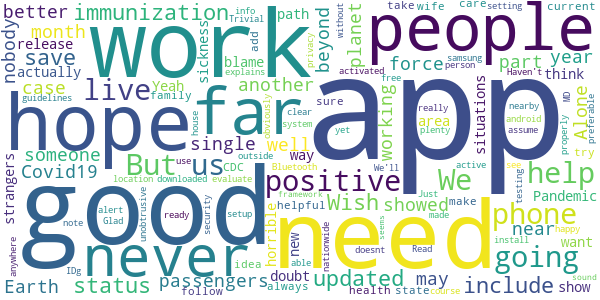 better immunization path take wife care setting current
nobody month work beyond planet people
release save sickness blame Trivial info add without privacy samsung activated person
actually Yeah explains force part year
case live far another free Haven't think
guidelines family single sure clear system really nearby android assume MD Alone properly preferable
someone hope But us house use yet plenty working area situations try
strangers Covid19 CDC well way outside obviously app We'll active
location downloaded evaluate positive Bluetooth We see help
good unobtrusive ready helpful Wish showed framework Just testing Pandemic
note alert Glad security setup horrible new nationwide able seems make made phone near happy
anywhere never idea need doesnt Read install want
IDg passengers doubt updated may going
Earth status follow always health state course include show sound